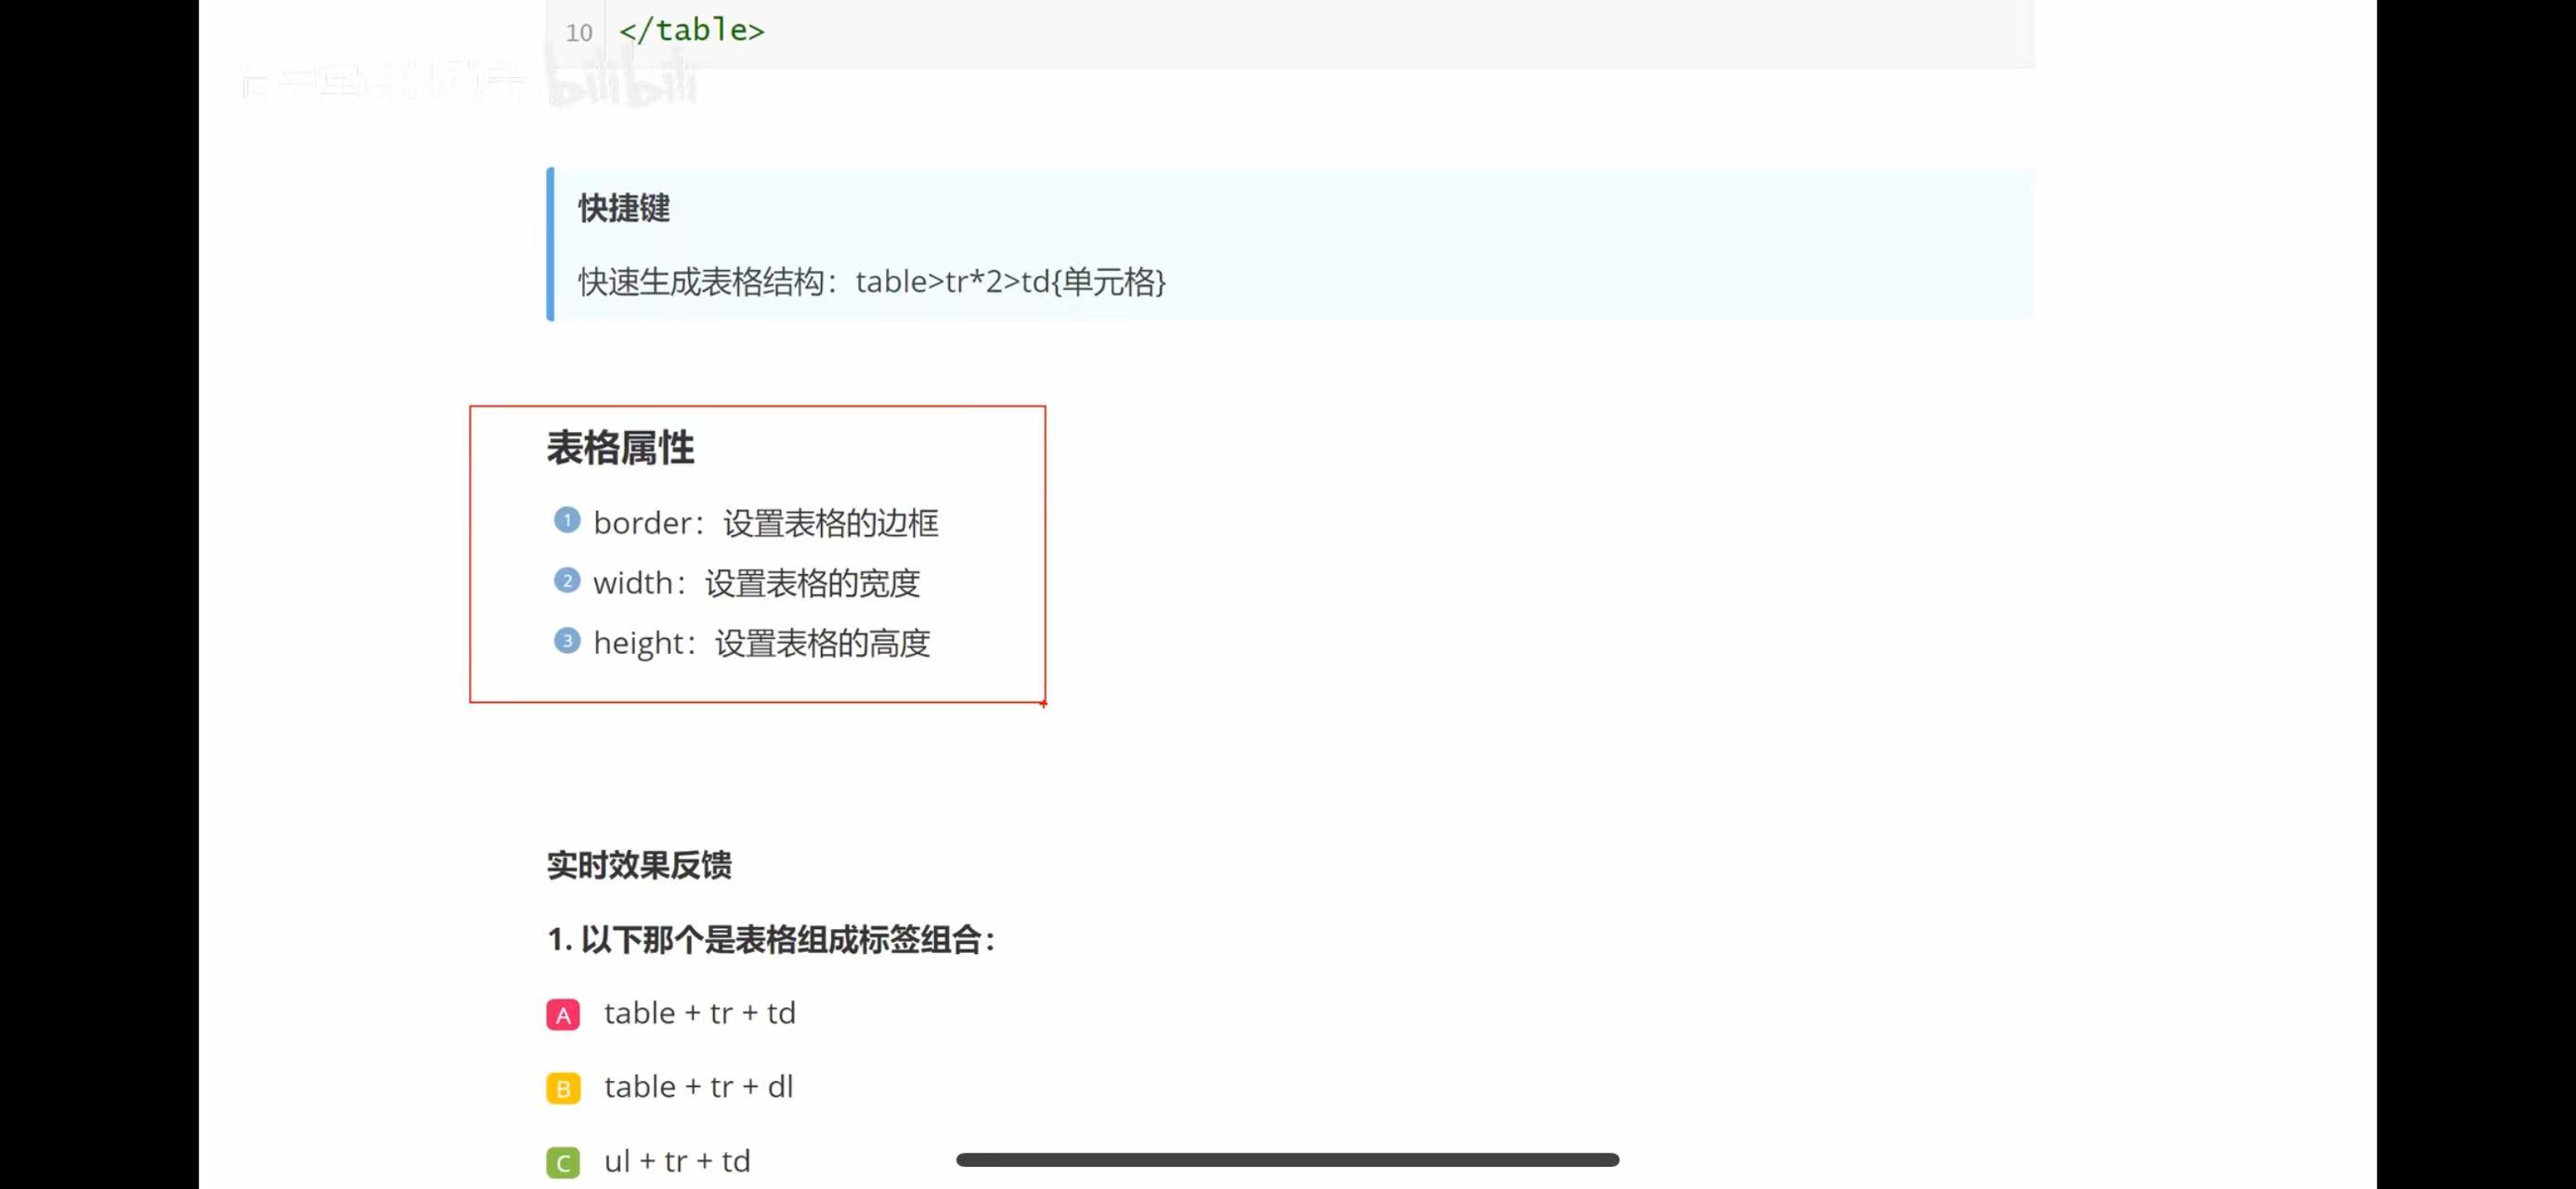 10 </table>
bilibili
快捷键
快速生成表格结构：table>tr*2>td{单元格}
表格属性
1 border：设置表格的边框
2 width：设置表格的宽度
3 height：设置表格的高度
实时效果反馈
1. 以下那个是表格组成标签组合：
A table + tr + td
B table + tr + dl
C ul + tr + td